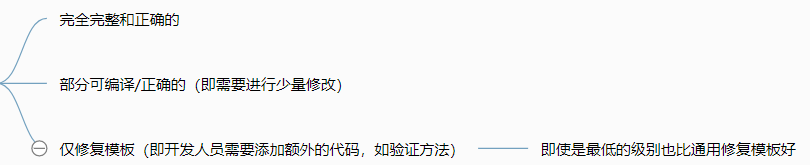 完全完整和正确的
部分可编译/正确的（即需要进行少量修改）
仅修复模板（即开发人员需要添加额外的代码，如验证方法）
即使是最低的级别也比通用修复模板好